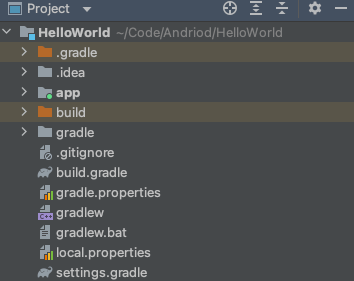 Project
HelloWorld ~/Code/Andriod/HelloWorld
.gradle
.idea
app
build
gradle
.gitignore
build.gradle
gradle.properties
C++ gradlew
gradlew.bat
local.properties
settings.gradle